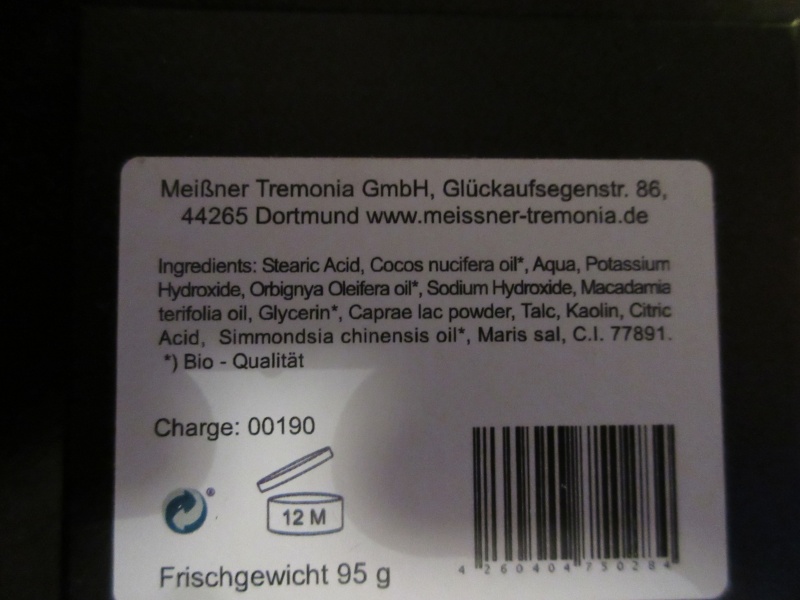 Meißner Tremonia GmbH, Glückaufsegenstr. 86,
44265 Dortmund www.meissner-tremonia.de
Ingredients: Stearic Acid, Cocos nucifera oil*, Aqua, Potassium
Hydroxide, Orbignya Oleifera oil*, Sodium Hydroxide, Macadamia
terifolia oil, Glycerin*, Caprae lac powder, Talc, Kaolin, Citric
Acid, Simmondsia chinensis oil*, Maris sal, C.I. 77891.
*) Bio - Qualität
Charge: 00190
®
12 M
Frischgewicht 95 g
4 260404 750284